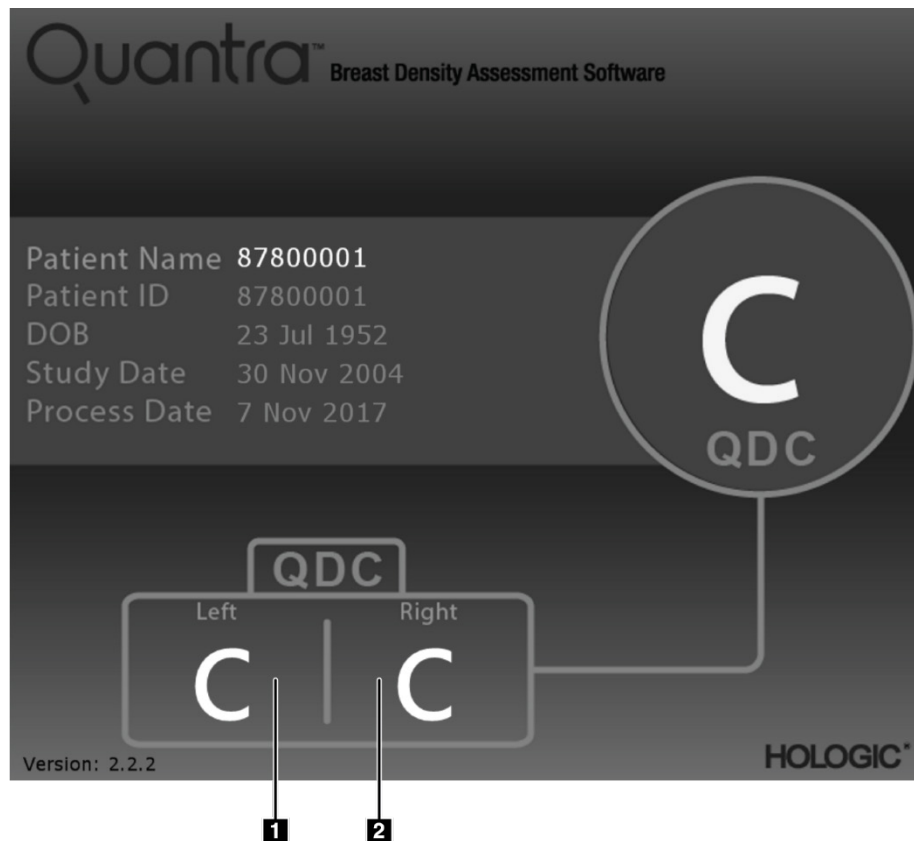 Quantra™ Breast Density Assessment Software
Patient Name 87800001
Patient ID 87800001
DOB 23 Jul 1952
Study Date 30 Nov 2004
Process Date 7 Nov 2017
C
QDC
QDC
Left Right
C C
Version: 2.2.2
HOLOGIC®
1 2